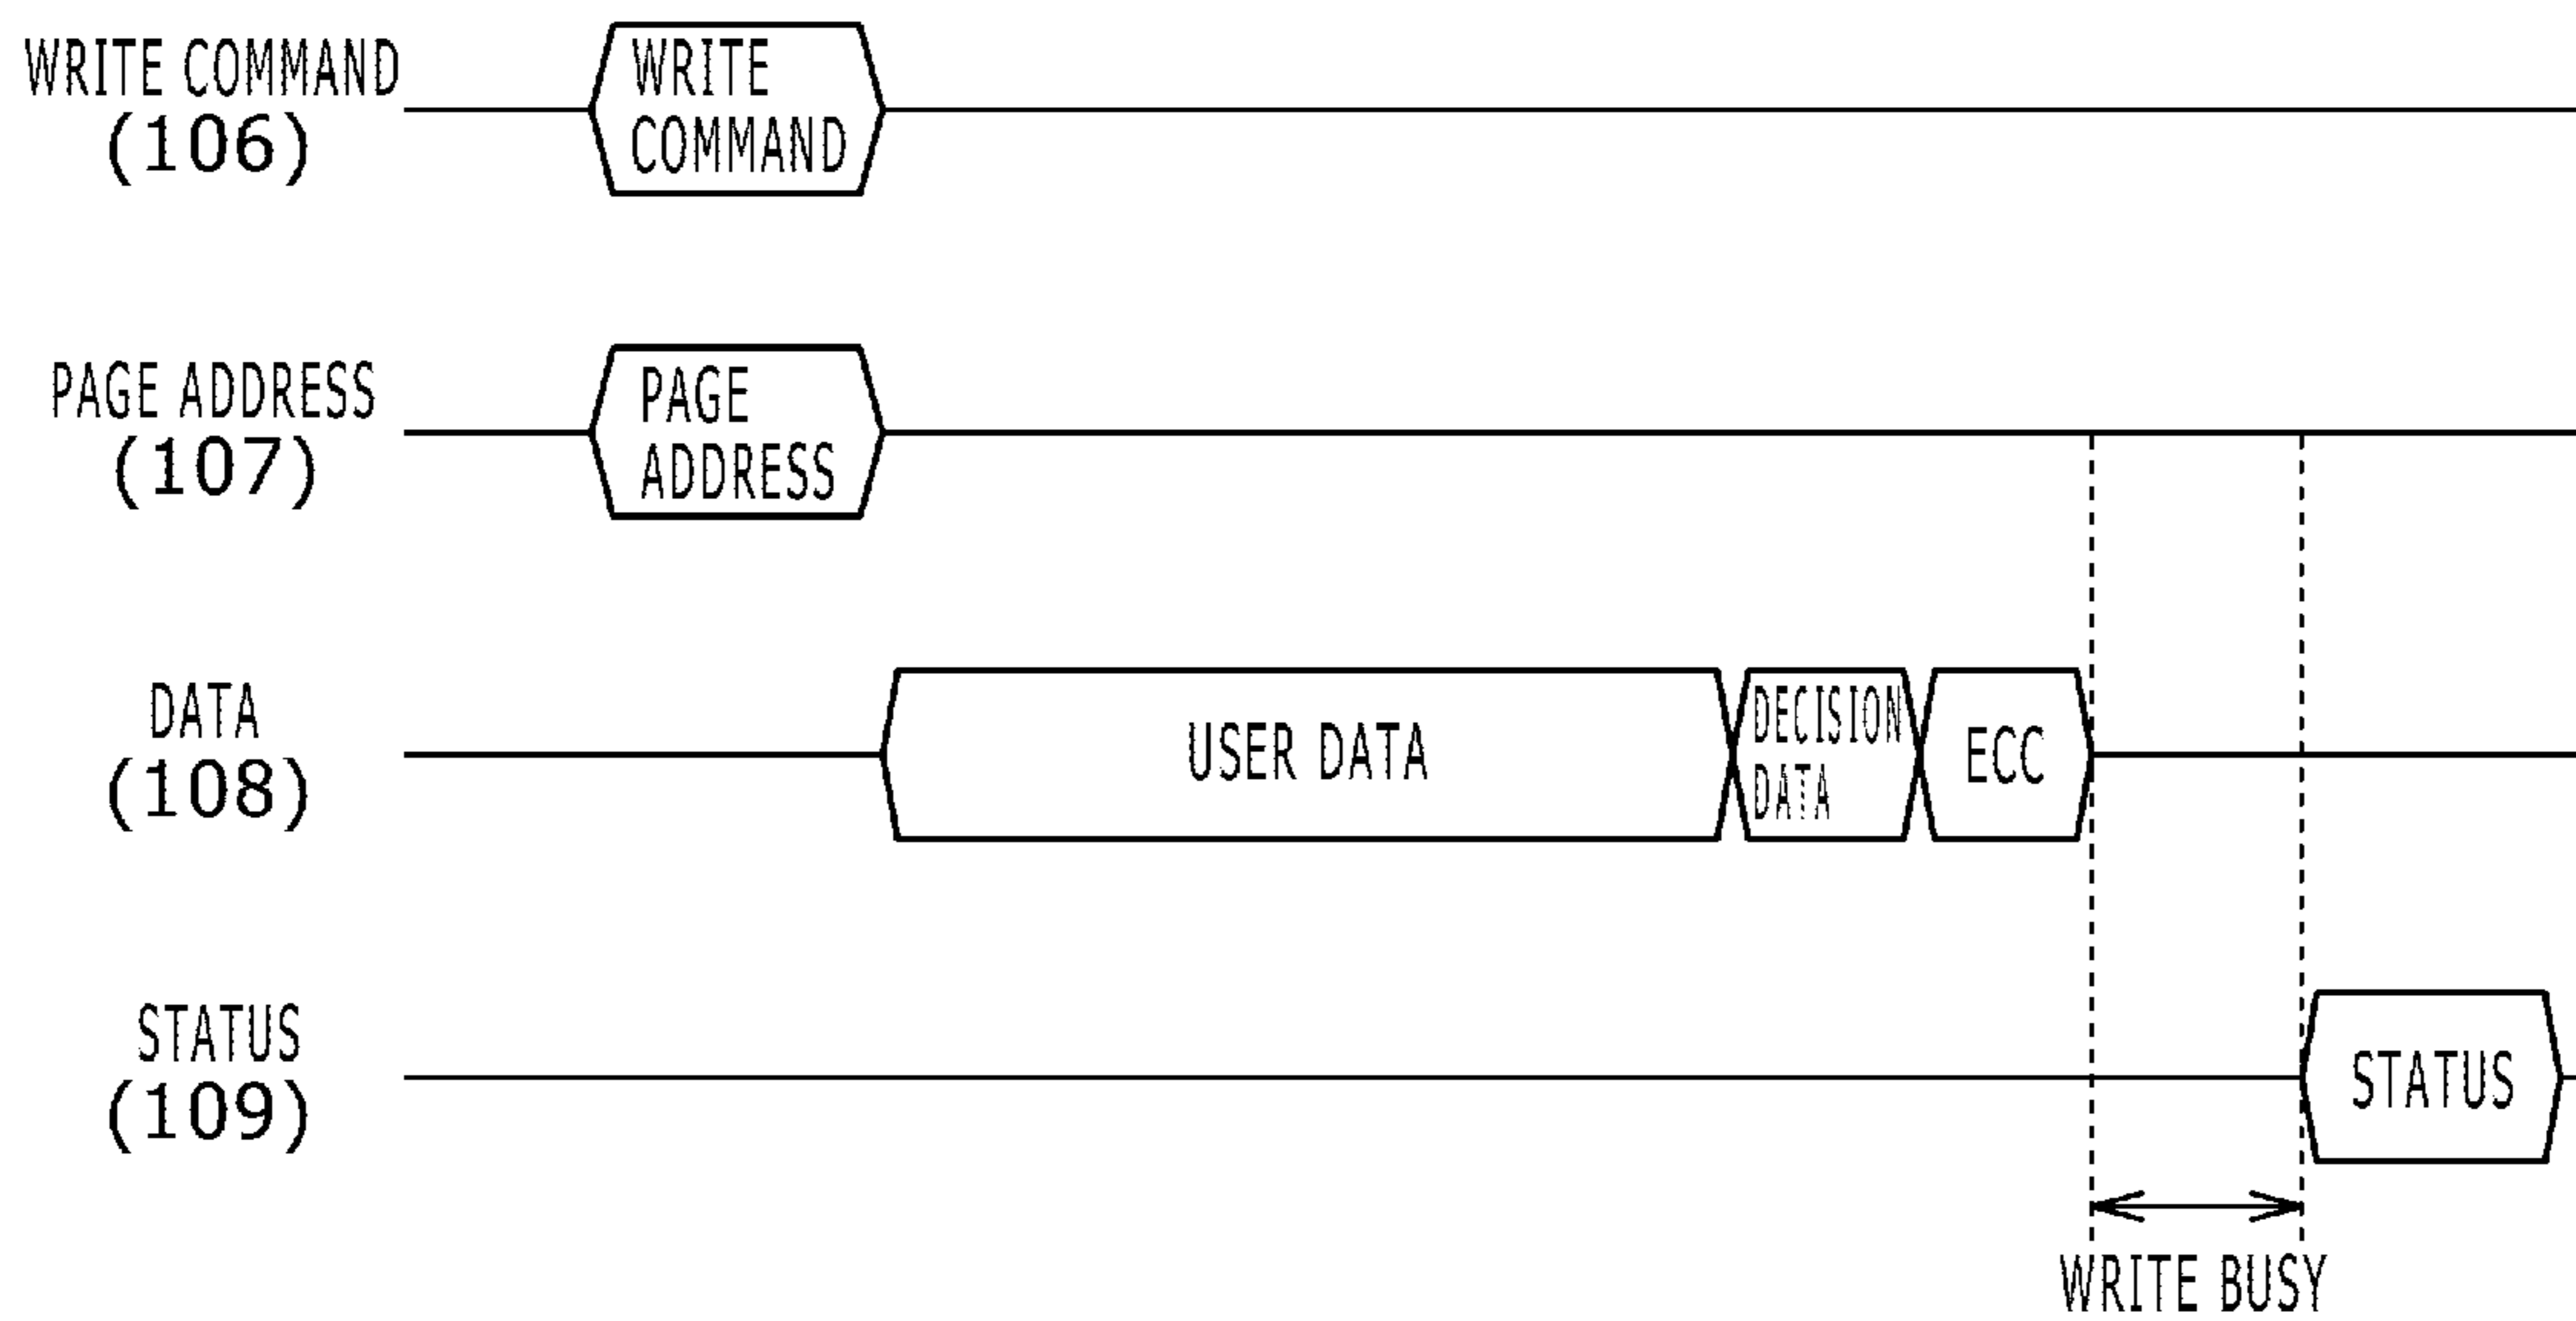 WRITE COMMAND
(106)
WRITE
COMMAND
PAGE ADDRESS
(107)
PAGE
ADDRESS
DATA
(108)
USER DATA
DECISION
DATA
ECC
STATUS
(109)
STATUS
WRITE BUSY